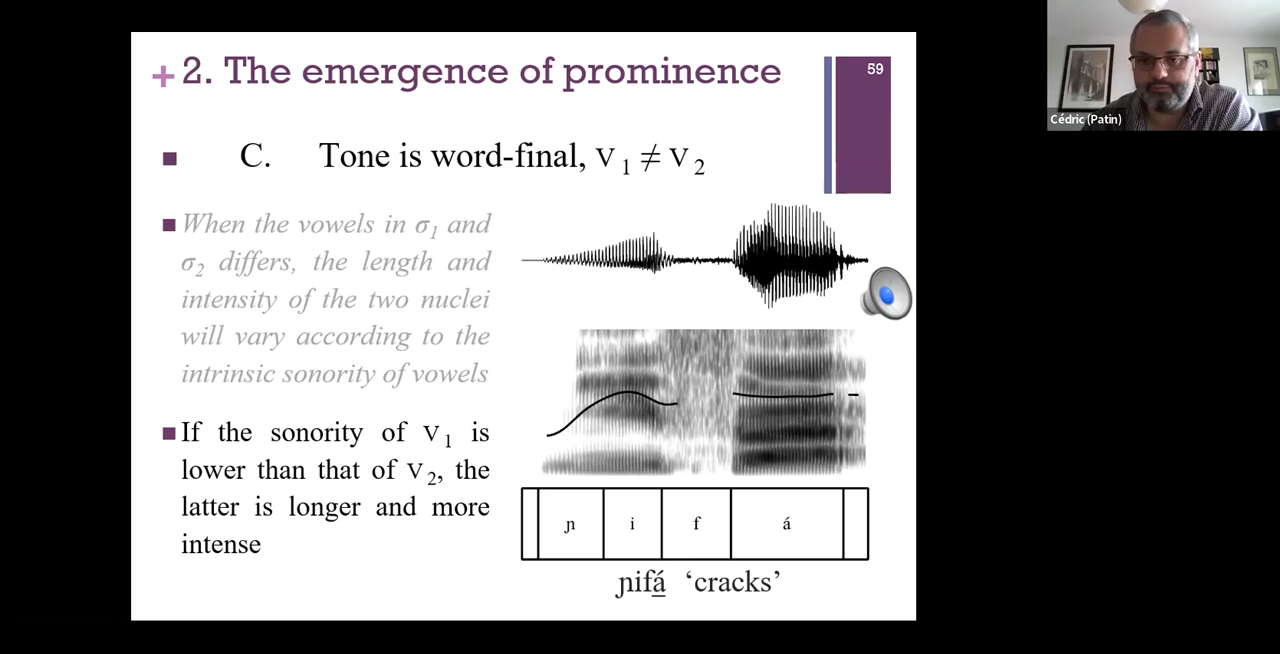 + 2. The emergence of prominence
59
C. Tone is word-final, V₁ ≠ V₂
When the vowels in σ₁ and
σ₂ differs, the length and
intensity of the two nuclei
will vary according to the
intrinsic sonority of vowels
If the sonority of V₁ is
lower than that of V₂, the
latter is longer and more
intense
ɲ i f á
ɲifá ‘cracks’
Cédric (Patin)